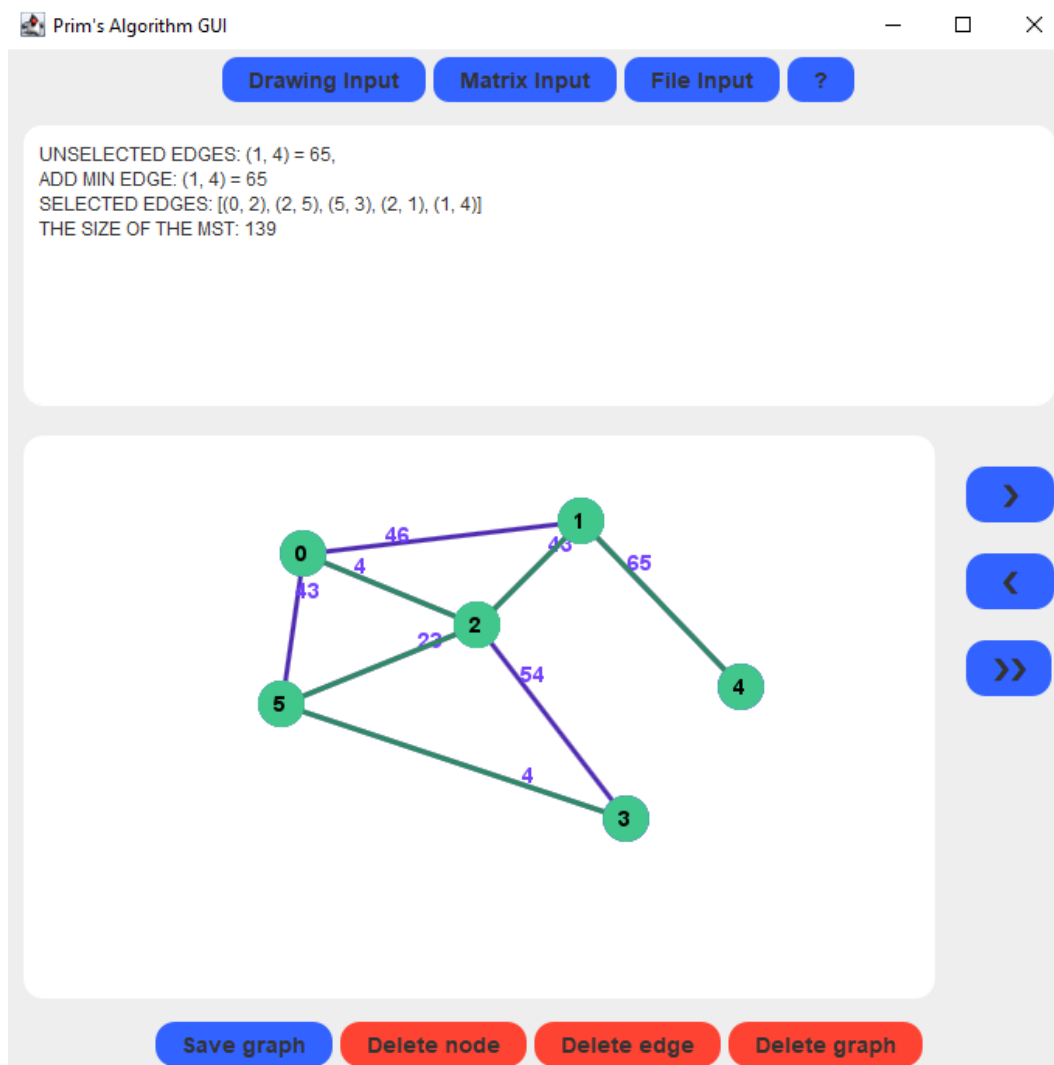 Prim's Algorithm GUI
Drawing Input Matrix Input File Input ?
UNSELECTED EDGES: (1, 4) = 65,
ADD MIN EDGE: (1, 4) = 65
SELECTED EDGES: [(0, 2), (2, 5), (5, 3), (2, 1), (1, 4)]
THE SIZE OF THE MST: 139
1
46
43
0
4
65
43
2
23
54
4
5
4
3
Save graph Delete node Delete edge Delete graph